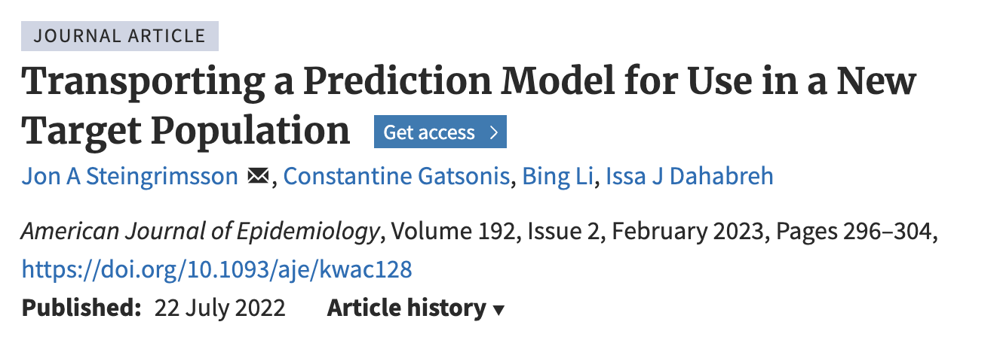 JOURNAL ARTICLE
Transporting a Prediction Model for Use in a New
Target Population Get access >
Jon A Steingrimsson, Constantine Gatsonis, Bing Li, Issa J Dahabreh
American Journal of Epidemiology, Volume 192, Issue 2, February 2023, Pages 296–304,
https://doi.org/10.1093/aje/kwac128
Published: 22 July 2022 Article history ▼